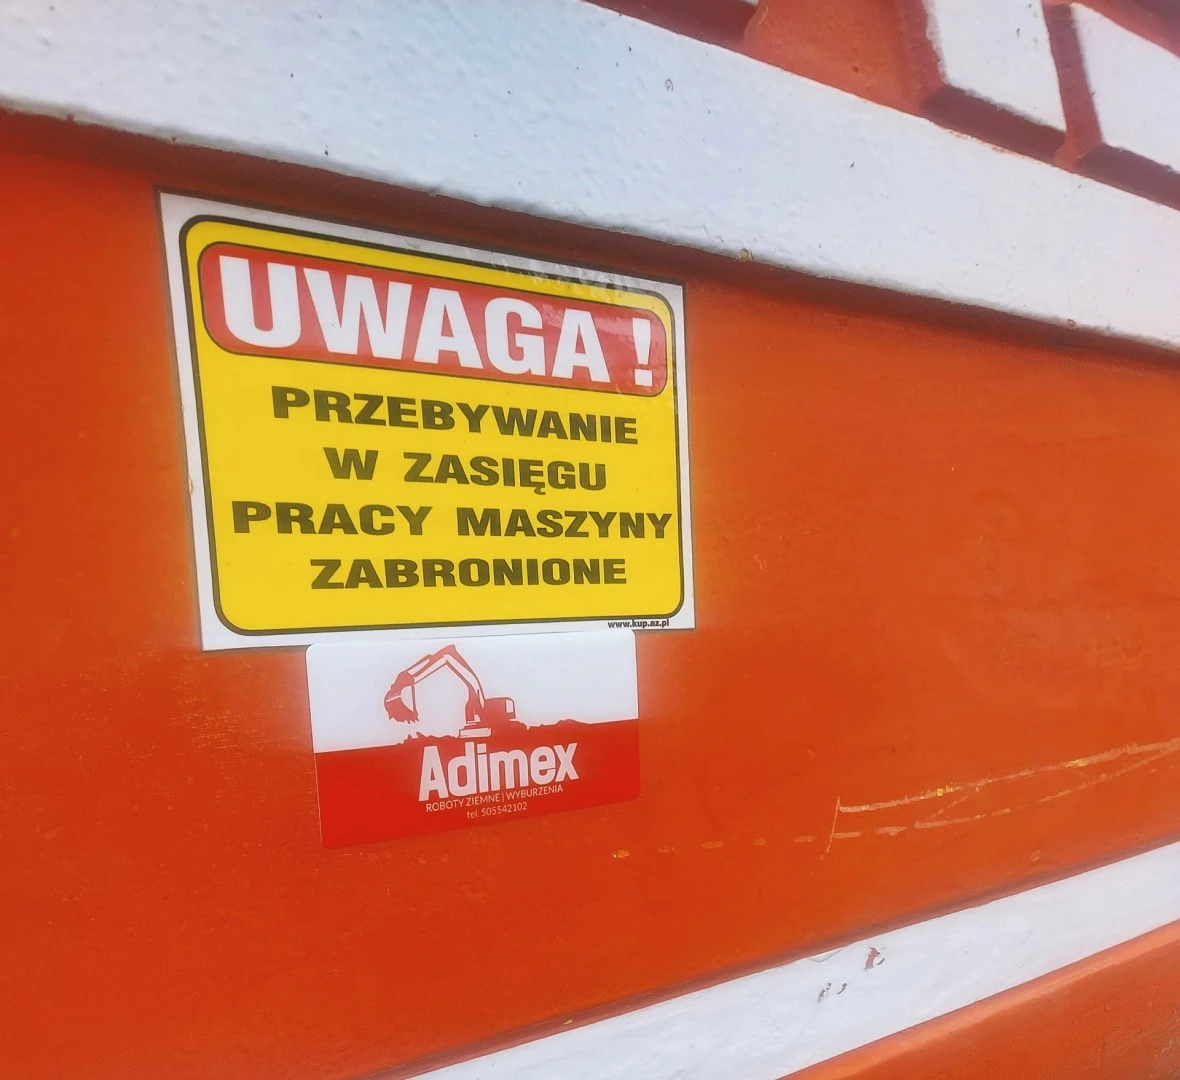 UWAGA !
PRZEBYWANIE
W ZASIĘGU
PRACY MASZYNY
ZABRONIONE
www.kup.az.pl
Adimex
ROBOTY ZIEMNE | WYBURZENIA
tel. 505542102